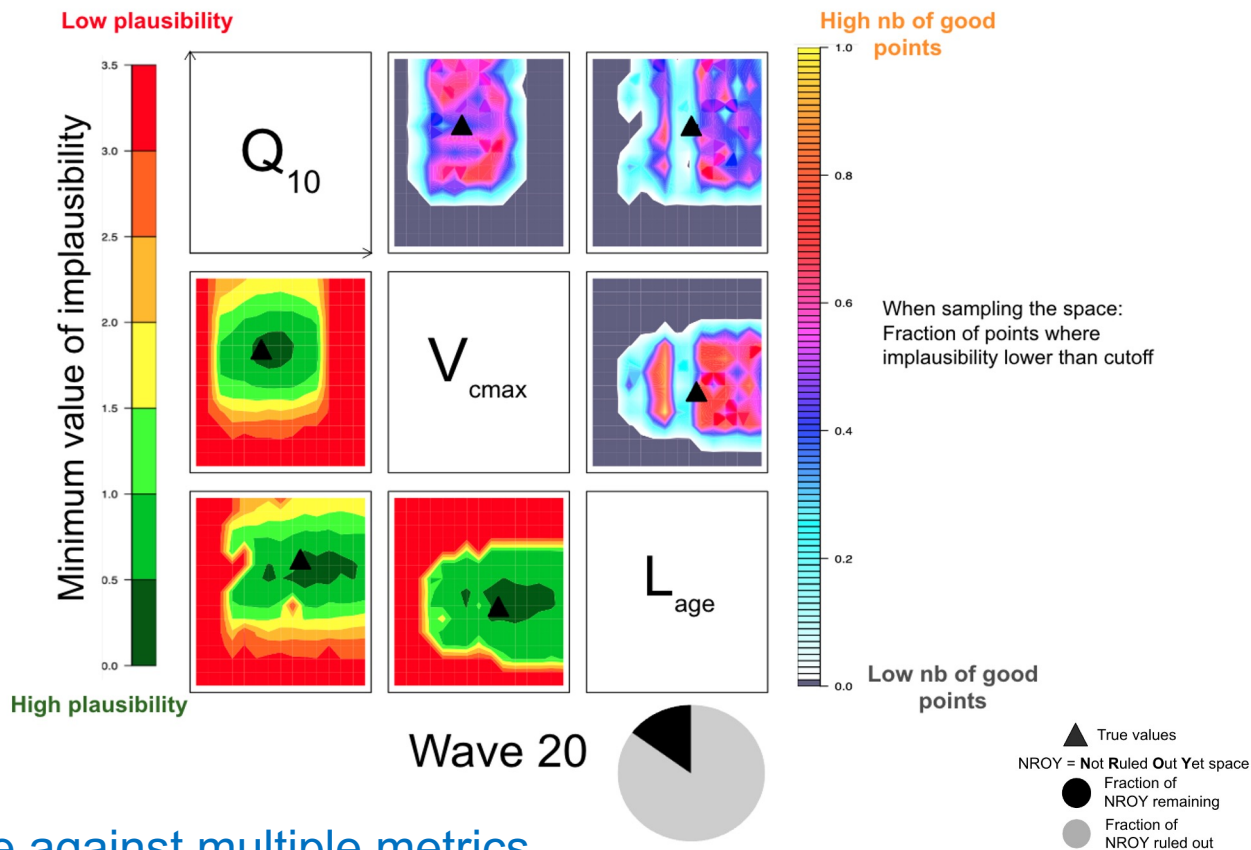 Low plausibility
High nb of good
points
Minimum value of implausibility
3.5
3.0
2.5
2.0
1.5
1.0
0.5
0.0
High plausibility
Q10
Vcmax
Lage
1.0
0.8
0.6
0.4
0.2
0.0
When sampling the space:
Fraction of points where
implausibility lower than cutoff
Low nb of good
points
Wave 20
True values
NROY = Not Ruled Out Yet space
Fraction of
NROY remaining
Fraction of
NROY ruled out
against multiple metrics